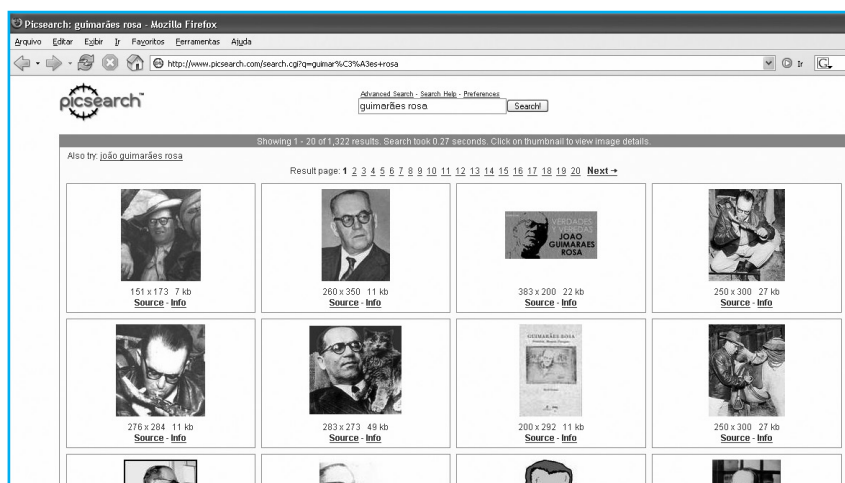 Picsearch: guimarães rosa - Mozilla Firefox
Arquivo Editar Exibir Ir Favoritos Ferramentas Ajuda
http://www.picsearch.com/search.cgi?q=guimar%C3%A3es+rosa Ir G
picsearch™
Advanced Search - Search Help - Preferences
guimarães rosa Search!
Showing 1 - 20 of 1,322 results. Search took 0.27 seconds. Click on thumbnail to view image details.
Also try: joão guimarães rosa
Result page: 1 2 3 4 5 6 7 8 9 10 11 12 13 14 15 16 17 18 19 20 Next→
VERDADES
Y VEREDAS
JOAO
GUIMARAES
ROSA
151 x 173 7 kb 260 x 350 11 kb 383 x 200 22 kb 250 x 300 27 kb
Source - Info Source - Info Source - Info Source - Info
GUIMARÃES ROSA
276 x 284 11 kb 283 x 273 49 kb 200 x 292 11 kb 250 x 300 27 kb
Source - Info Source - Info Source - Info Source - Info